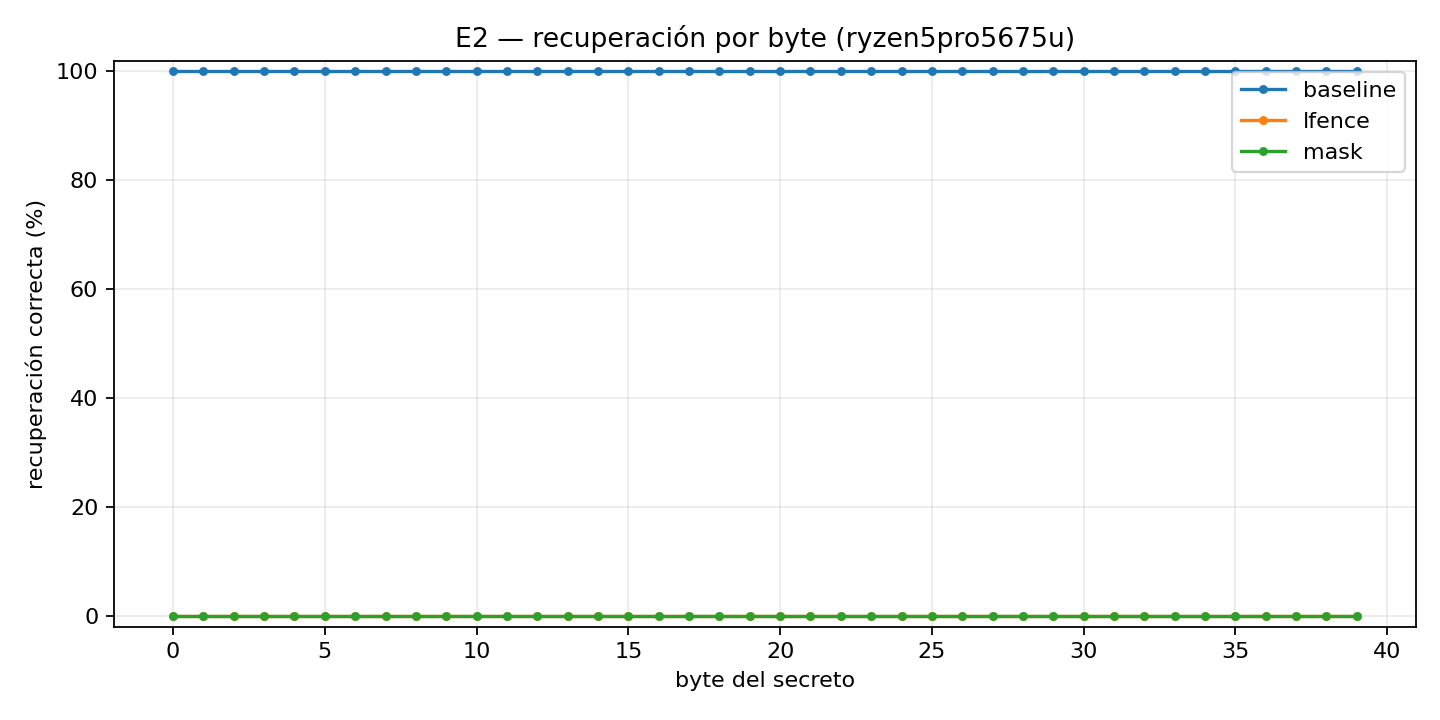 E2 — recuperación por byte (ryzen5pro5675u)
recuperación correcta (%)
100
80
60
40
20
0
baseline
lfence
mask
0 5 10 15 20 25 30 35 40
byte del secreto